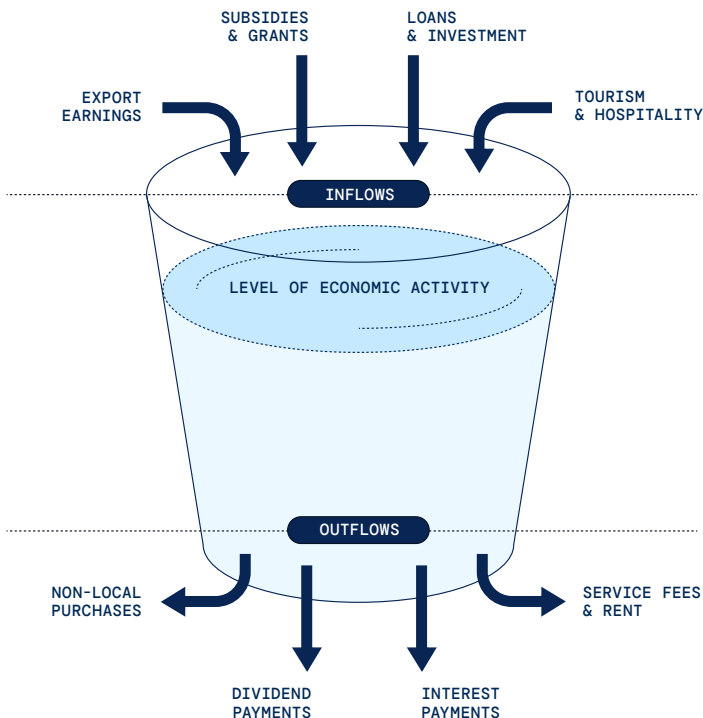 SUBSIDIES
& GRANTS
LOANS
& INVESTMENT
EXPORT
EARNINGS
TOURISM
& HOSPITALITY
INFLOWS
LEVEL OF ECONOMIC ACTIVITY
OUTFLOWS
NON-LOCAL
PURCHASES
SERVICE FEES
& RENT
DIVIDEND
PAYMENTS
INTEREST
PAYMENTS